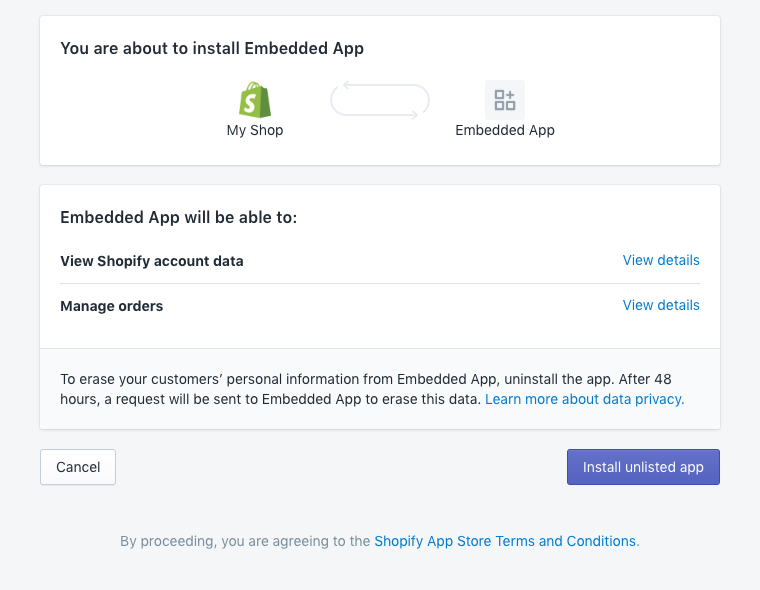 You are about to install Embedded App
My Shop
Embedded App
Embedded App will be able to:
View Shopify account data
View details
Manage orders
View details
To erase your customers’ personal information from Embedded App, uninstall the app. After 48
hours, a request will be sent to Embedded App to erase this data. Learn more about data privacy.
Cancel
Install unlisted app
By proceeding, you are agreeing to the Shopify App Store Terms and Conditions.